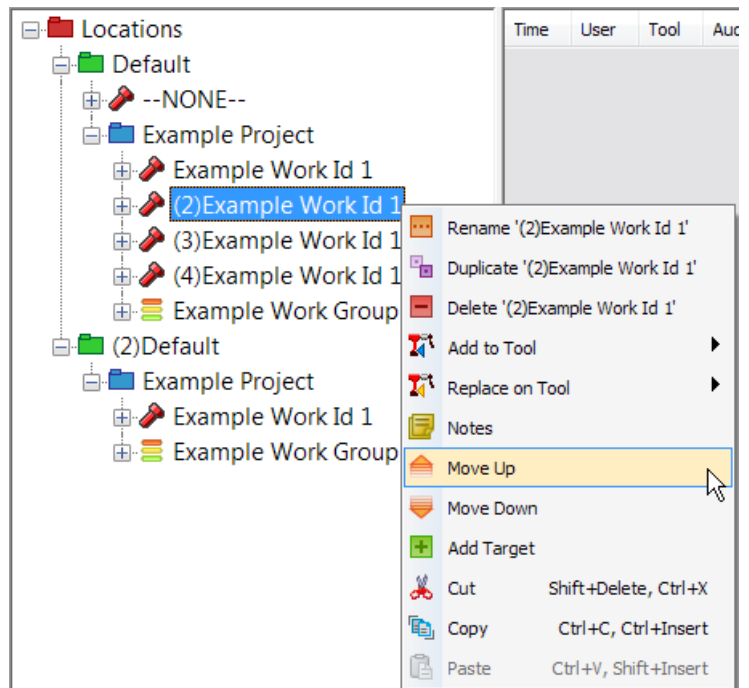 Locations
Default
--NONE--
Example Project
Example Work Id 1
(2)Example Work Id 1
(3)Example Work Id 1
(4)Example Work Id 1
Example Work Group
(2)Default
Example Project
Example Work Id 1
Example Work Group
Time User Tool
Rename '(2)Example Work Id 1'
Duplicate '(2)Example Work Id 1'
Delete '(2)Example Work Id 1'
Add to Tool
Replace on Tool
Notes
Move Up
Move Down
Add Target
Cut Shift+Delete, Ctrl+X
Copy Ctrl+C, Ctrl+Insert
Paste Ctrl+V, Shift+Insert